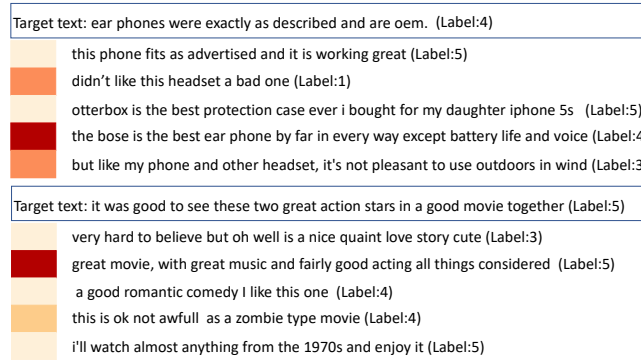 Target text: ear phones were exactly as described and are oem. (Label:4)
this phone fits as advertised and it is working great (Label:5)
didn't like this headset a bad one (Label:1)
otterbox is the best protection case ever i bought for my daughter iphone 5s (Label:5)
the bose is the best ear phone by far in every way except battery life and voice (Label:4
but like my phone and other headset, it's not pleasant to use outdoors in wind (Label:3
Target text: it was good to see these two great action stars in a good movie together (Label:5)
very hard to believe but oh well is a nice quaint love story cute (Label:3)
great movie, with great music and fairly good acting all things considered (Label:5)
a good romantic comedy I like this one (Label:4)
this is ok not awfull as a zombie type movie (Label:4)
i'll watch almost anything from the 1970s and enjoy it (Label:5)